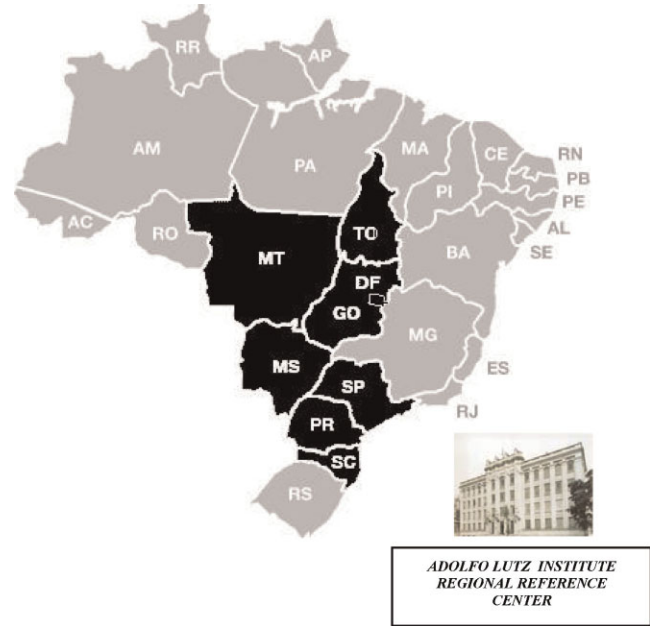 RR
AP
AM
PA
MA
CE
RN
PB
PI
PE
AC
TO
AL
RO
SE
MT
BA
DF
GO
MG
MS
ES
SP
RJ
PR
SC
RS
ADOLFO LUTZ INSTITUTE
REGIONAL REFERENCE
CENTER